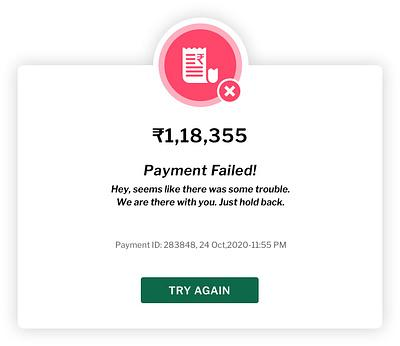 ₹
₹1,18,355
Payment Failed!
Hey, seems like there was some trouble.
We are there with you. Just hold back.
Payment ID: 283848, 24 Oct,2020-11:55 PM
TRY AGAIN